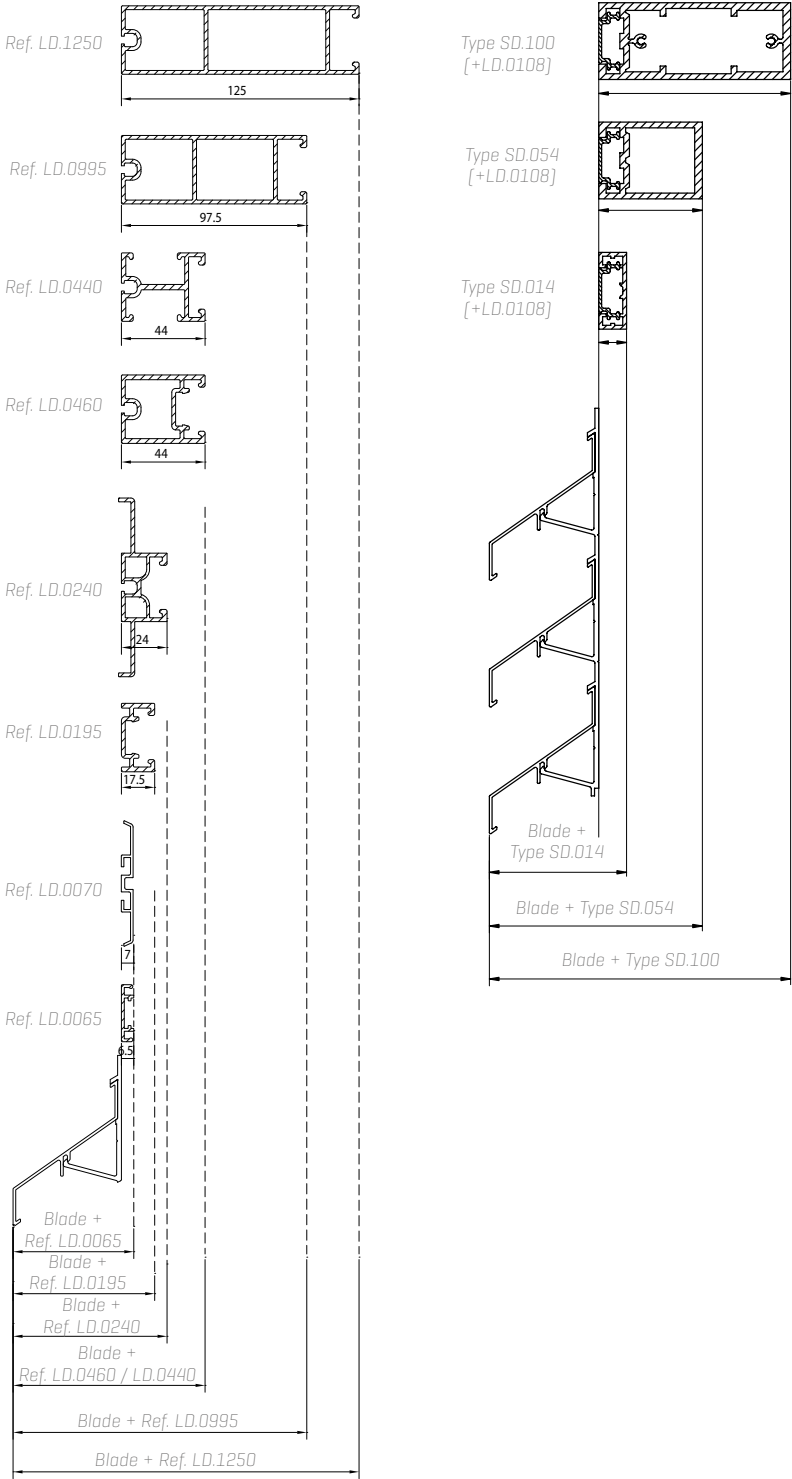 Ref. LD.1250
125
Ref. LD.0995
97.5
Ref. LD.0440
44
Ref. LD.0460
44
Ref. LD.0240
24
Ref. LD.0195
17.5
Ref. LD.0070
7
Ref. LD.0065
6.5
Blade +
Ref. LD.0065
Blade +
Ref. LD.0195
Blade +
Ref. LD.0240
Blade +
Ref. LD.0460 / LD.0440
Blade + Ref. LD.0995
Blade + Ref. LD.1250
Type SD.100
(+LD.0108)
Type SD.054
(+LD.0108)
Type SD.014
(+LD.0108)
Blade +
Type SD.014
Blade + Type SD.054
Blade + Type SD.100